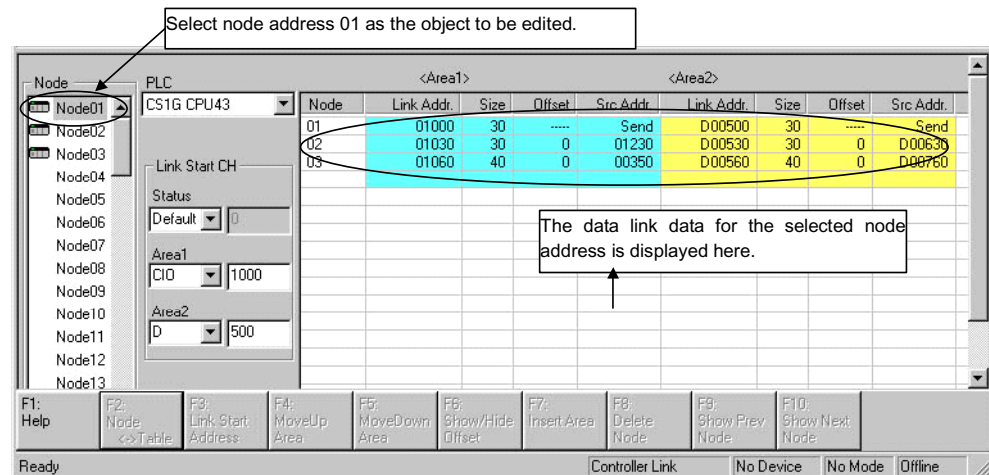 Select node address 01 as the object to be edited.
Node
PLC
<Area1>
<Area2>
Node01
CS1G CPU43
Node Link Addr. Size Offset Src Addr. Link Addr. Size Offset Src Addr.
01 01000 30 ----- Send D00500 30 ----- Send
02 01030 30 0 01230 D00530 30 0 D00630
03 01060 40 0 00350 D00560 40 0 D00760
Node02
Node03
Node04
Node05
Node06
Node07
Node08
Node09
Node10
Node11
Node12
Node13
Link Start CH
Status
Default 0
Area1
CIO 1000
Area2
D 500
The data link data for the selected node
address is displayed here.
F1:
Help
F2:
Node
<->Table
F3:
Link Start
Address
F4:
MoveUp
Area
F5:
MoveDown
Area
F6:
Show/Hide
Offset
F7:
Insert Area
F8:
Delete
Node
F9:
Show Prev
Node
F10:
Show Next
Node
Ready
Controller Link
No Device
No Mode
Offline